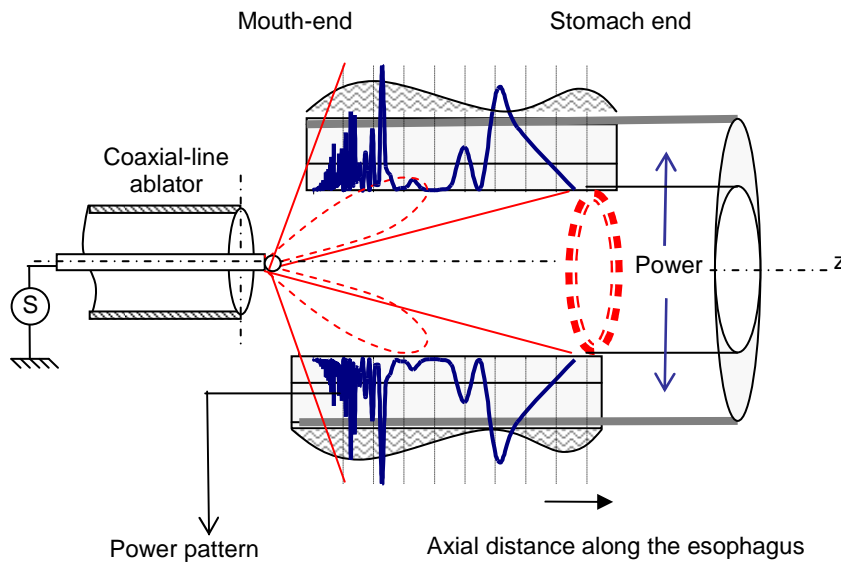 Mouth-end
Stomach end
Coaxial-line
ablator
Power
z
S
Power pattern
Axial distance along the esophagus